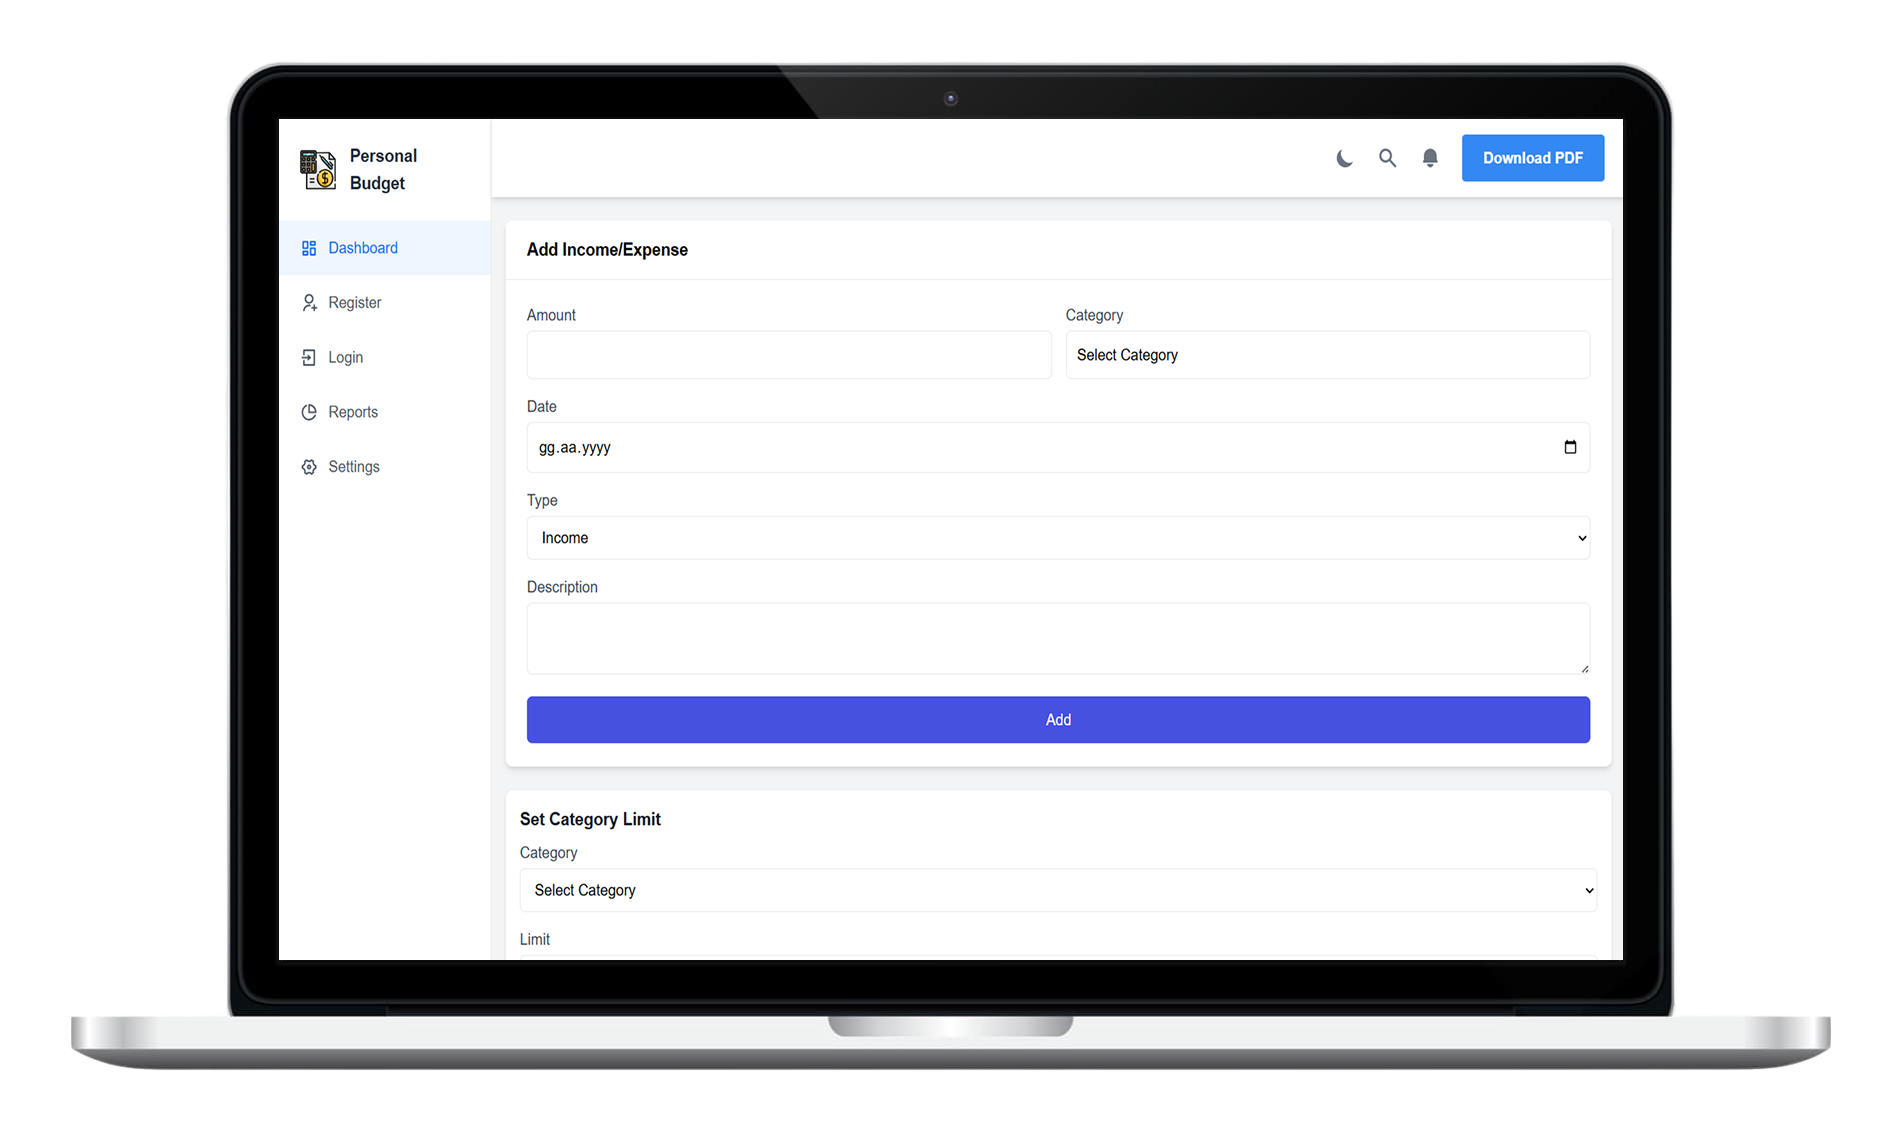 Personal
Budget
Download PDF
Dashboard
Register
Login
Reports
Settings
Add Income/Expense
Amount
Category
Select Category
Date
gg.aa.yyyy
Type
Income
Description
Add
Set Category Limit
Category
Select Category
Limit